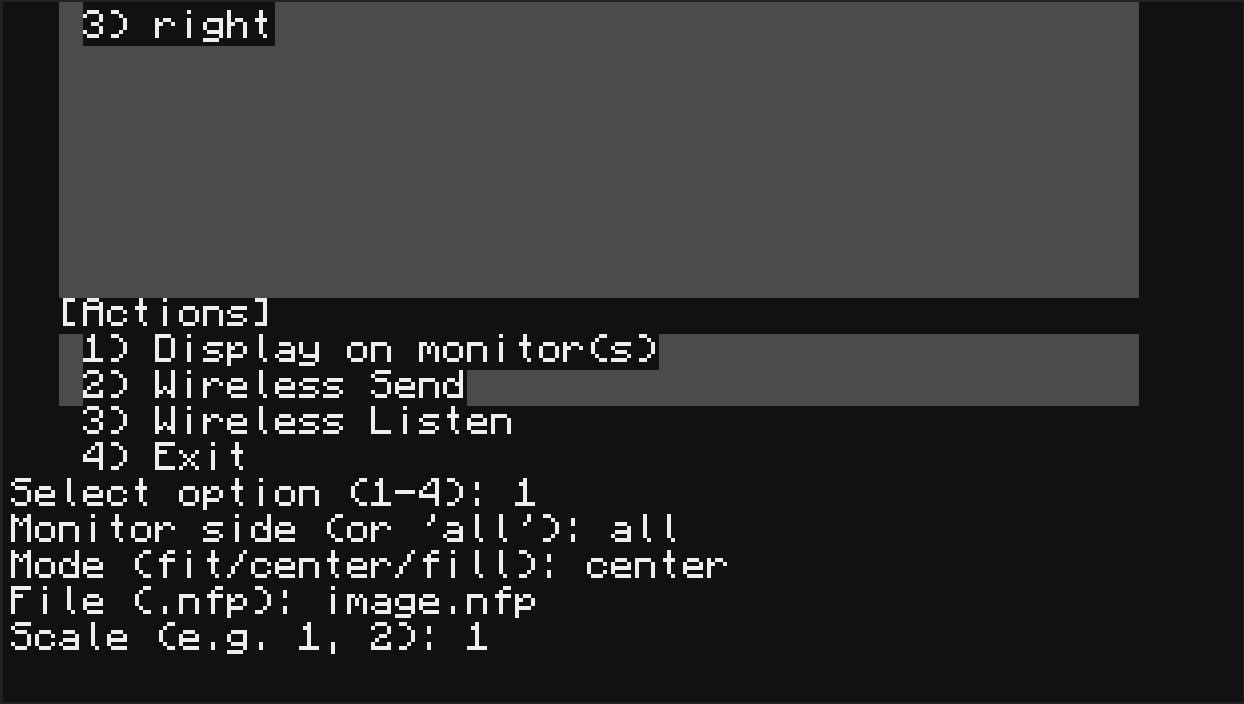 3) right
[Actions]
1) Display on monitor(s)
2) Wireless Send
3) Wireless Listen
4) Exit
Select option (1-4): 1
Monitor side (or 'all'): all
Mode (fit/center/fill): center
File (.nfp): image.nfp
Scale (e.g. 1, 2): 1